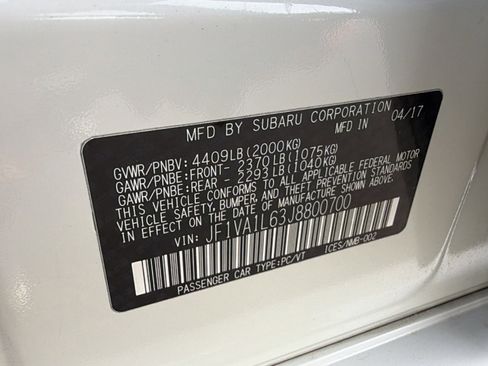 MFD BY SUBARU CORPORATION
MFD IN 04/17
GVWR/PNBV: 4409LB(2000KG)
GAWR/PNBE:FRONT- 2370LB(1075KG)
GAWR/PNBE:REAR - 2293LB(1040KG)
THIS VEHICLE CONFORMS TO ALL APPLICABLE FEDERAL MOTOR
VEHICLE SAFETY, BUMPER, AND THEFT PREVENTION STANDARDS
IN EFFECT ON THE DATE OF MANUFACTURE SHOWN ABOVE.
VIN: JF1VA1L63J8800700
PASSENGER CAR TYPE:PC/VT ICES/NMB-002